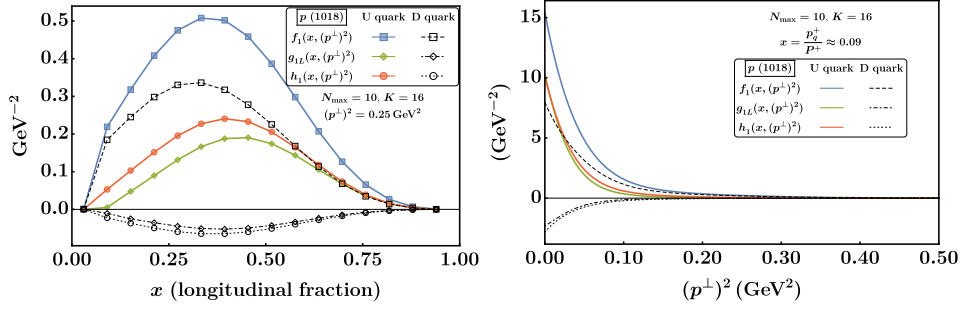 p (1018) U quark D quark
f₁(x, (p⊥)²)
g₁L(x, (p⊥)²)
h₁(x, (p⊥)²)
Nmax = 10, K = 16
(p⊥)² = 0.25 GeV²
0.5
0.4
0.3
0.2
0.1
0.0
GeV⁻²
0.00 0.25 0.50 0.75 1.00
x (longitudinal fraction)
Nmax = 10, K = 16
x = p_q⁺/P⁺ ≈ 0.09
p (1018) U quark D quark
f₁(x, (p⊥)²)
g₁L(x, (p⊥)²)
h₁(x, (p⊥)²)
15
10
5
0
(GeV⁻²)
0.00 0.10 0.20 0.30 0.40 0.50
(p⊥)² (GeV²)